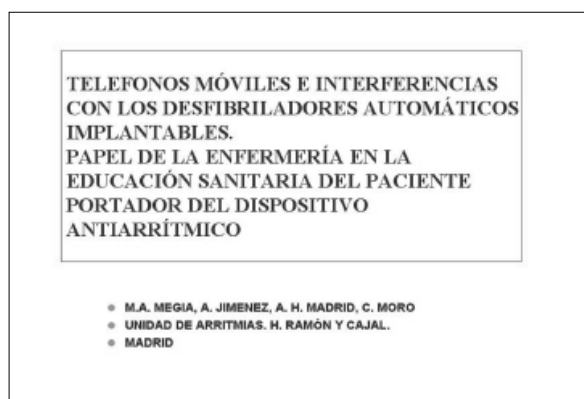 TELEFONOS MÓVILES E INTERFERENCIAS
CON LOS DESFIBRILADORES AUTOMÁTICOS
IMPLANTABLES.
PAPEL DE LA ENFERMERÍA EN LA
EDUCACIÓN SANITARIA DEL PACIENTE
PORTADOR DEL DISPOSITIVO
ANTIARRÍTMICO
M.A. MEGIA, A. JIMENEZ, A. H. MADRID, C. MORO
UNIDAD DE ARRITMIAS. H. RAMÓN Y CAJAL.
MADRID